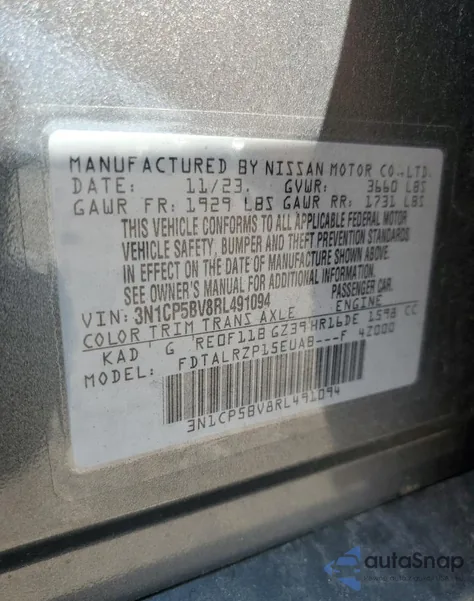 MANUFACTURED BY NISSAN MOTOR CO.,LTD.
DATE: 11/23. GVWR: 3660 LBS
GAWR FR: 1929 LBS GAWR RR: 1731 LBS
THIS VEHICLE CONFORMS TO ALL APPLICABLE FEDERAL MOTOR
VEHICLE SAFETY, BUMPER AND THEFT PREVENTION STANDARDS
IN EFFECT ON THE DATE OF MANUFACTURE SHOWN ABOVE.
SEE OWNER'S MANUAL FOR ADDITIONAL INFORMATION.
VIN: 3N1CP5BV8RL491094 PASSENGER CAR.
COLOR TRIM TRANS AXLE ENGINE
KAD G RE0F11B GZ39 HR16DE 1598 CC
MODEL: FDTALRZP15EUAB---F 42000
3N1CP5BV8RL491094
autoSnap